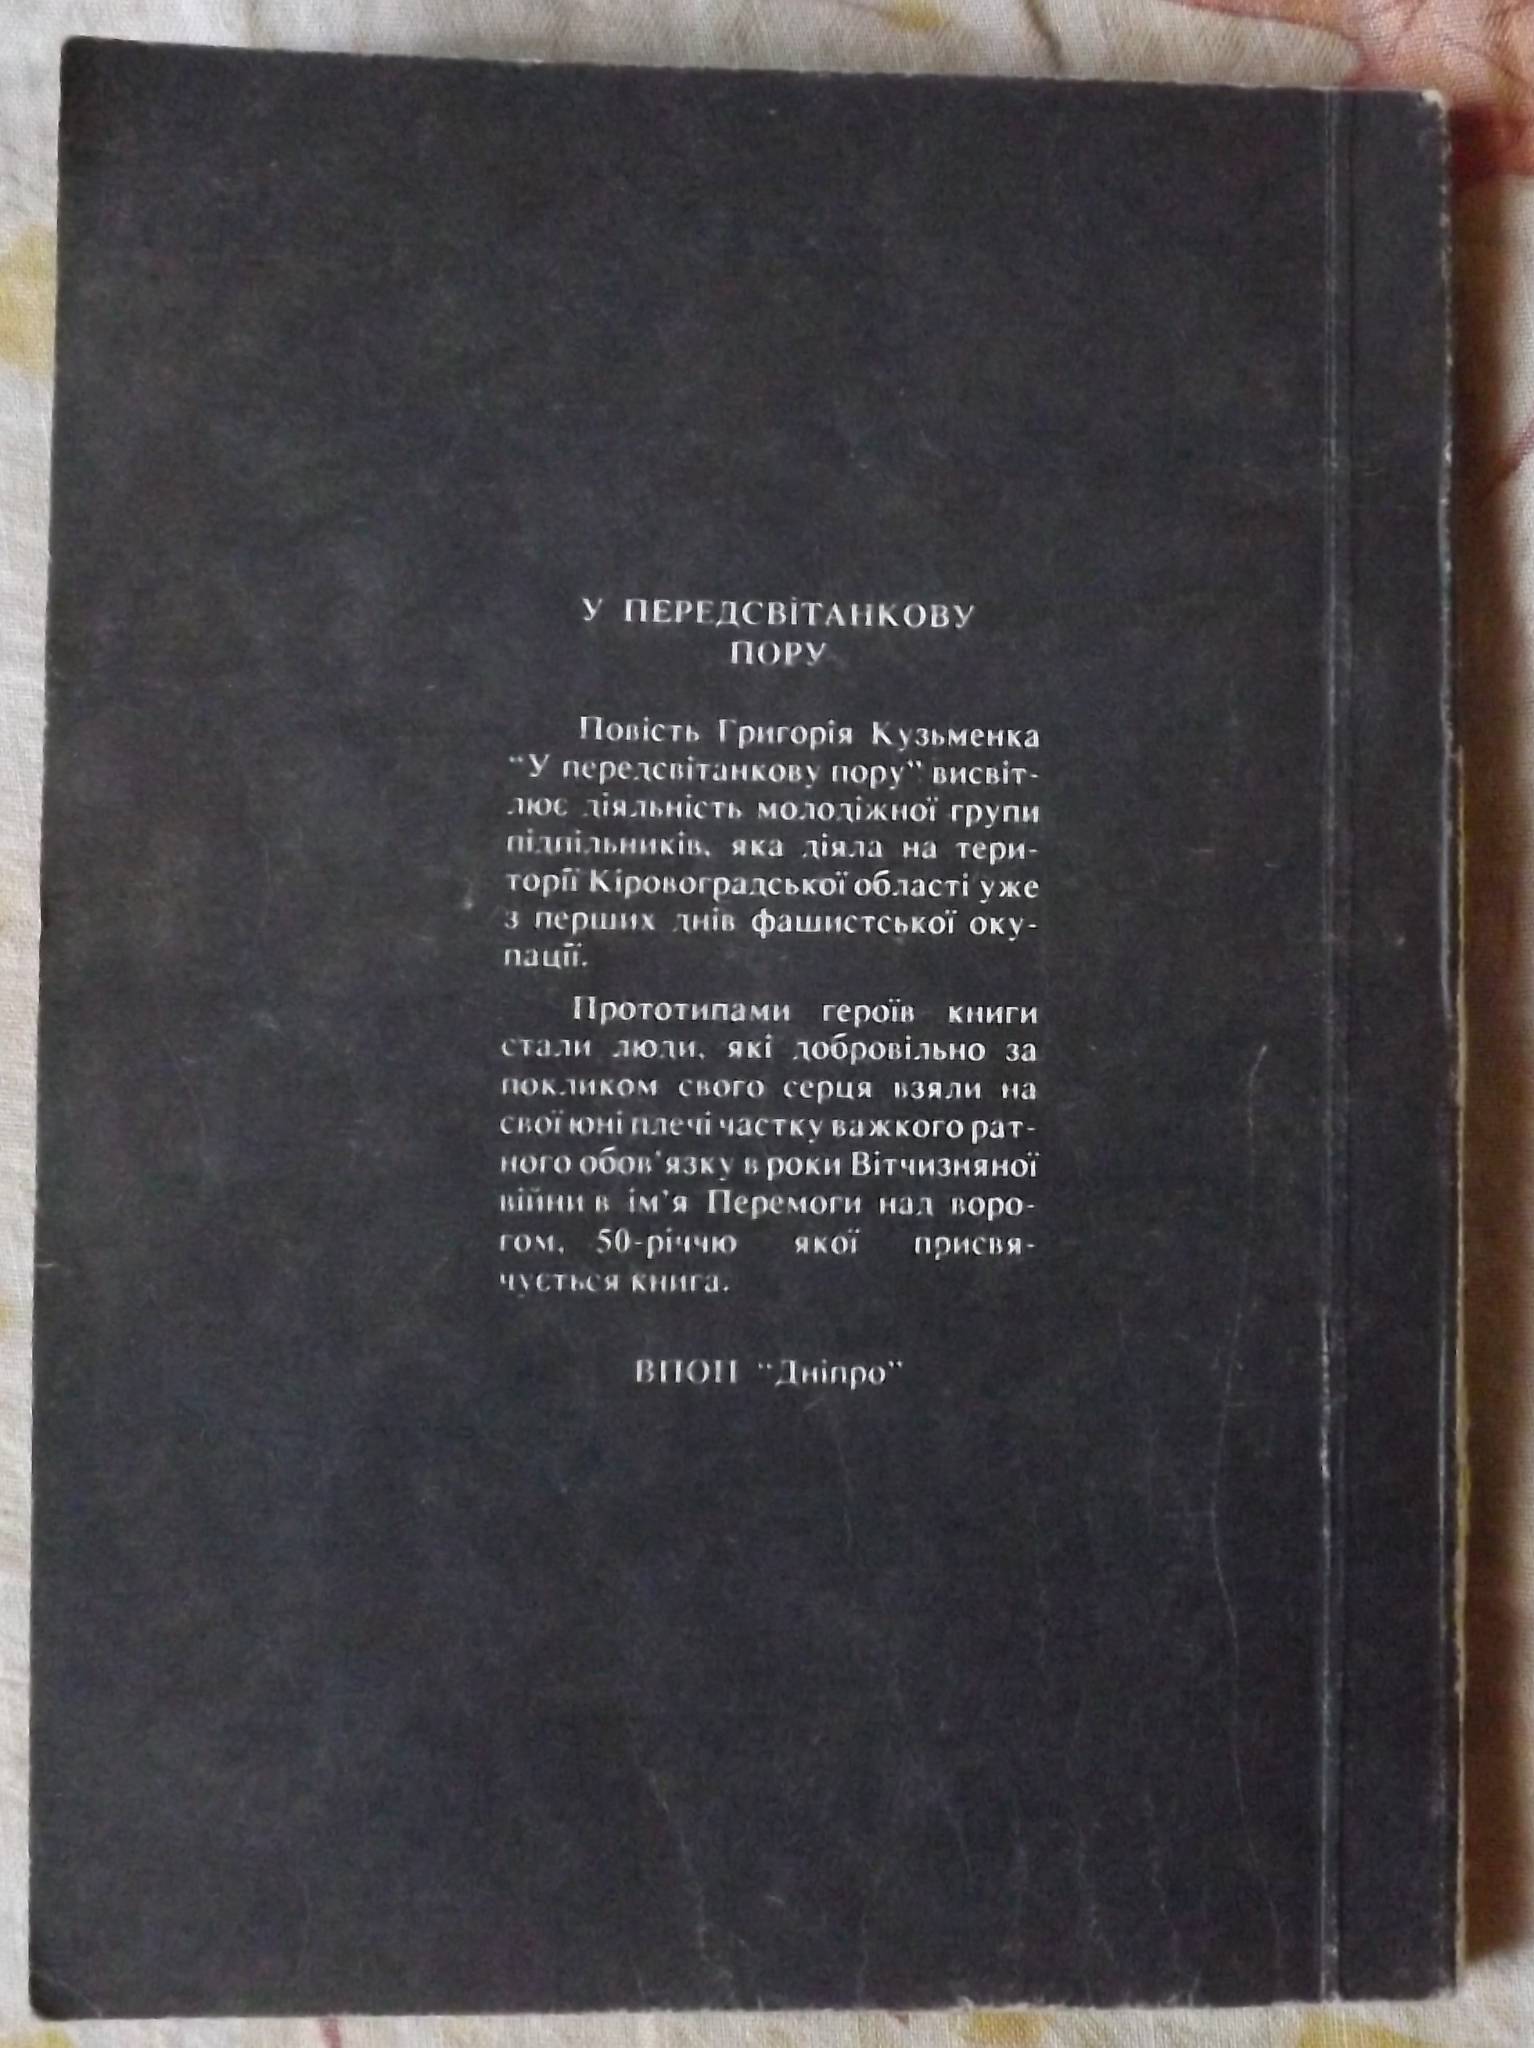 У ПЕРЕДСВІТАНКОВУ
ПОРУ
Повість Григорія Кузьменка
"У передсвітанкову пору" висвіт-
лює діяльність молодіжної групи
підпільників, яка діяла на тери-
торії Кіровоградської області уже
з перших днів фашистської оку-
пації.
Прототипами героїв книги
стали люди, які добровільно за
покликом свого серця взяли на
свої юні плечі частку важкого рат-
ного обов'язку в роки Вітчизняної
війни в ім'я Перемоги над воро-
гом, 50-річчю якої присвя-
чується книга.
ВПОП "Дніпро"